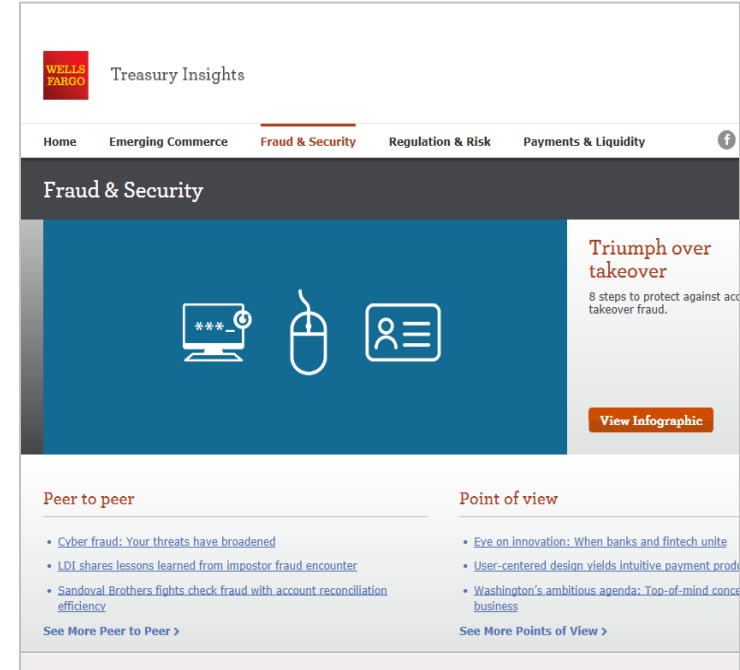 WELLS
FARGO
Treasury Insights
Home Emerging Commerce Fraud & Security Regulation & Risk Payments & Liquidity f
Fraud & Security
***_
Triumph over
takeover
8 steps to protect against
takeover fraud.
View Infographic
Peer to peer
• Cyber fraud: Your threats have broadened
• LDI shares lessons learned from impostor fraud encounter
• Sandoval Brothers fights check fraud with account reconciliation
efficiency
See More Peer to Peer >
Point of view
• Eye on innovation: When banks and fintech unite
• User-centered design yields intuitive payment
• Washington's ambitious agenda: Top-of-mind
business
See More Points of View >